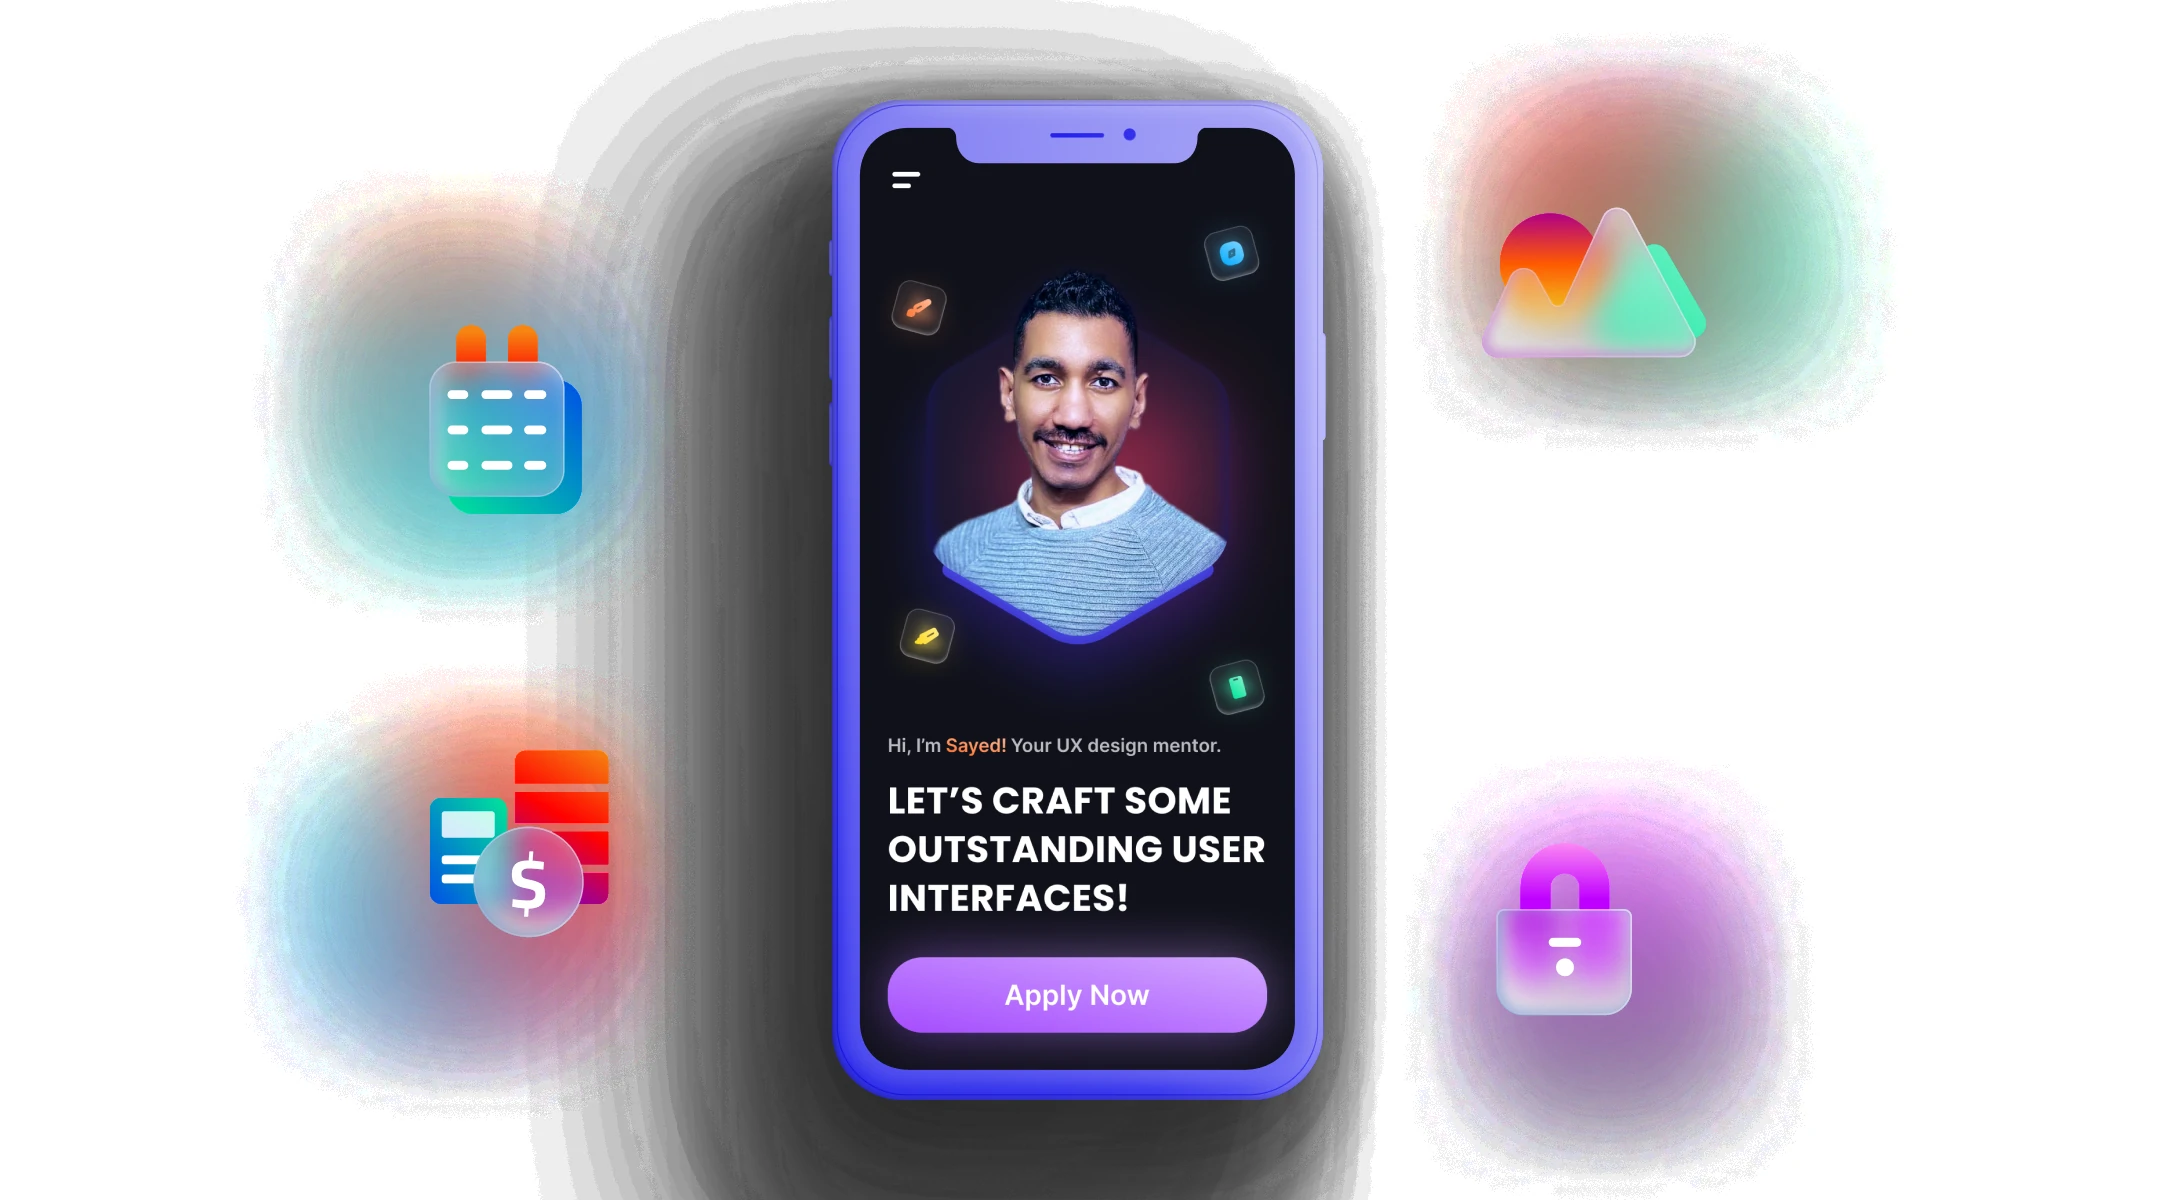 Hi, I’m Sayed! Your UX design mentor.
LET’S CRAFT SOME
OUTSTANDING USER
INTERFACES!
Apply Now
$